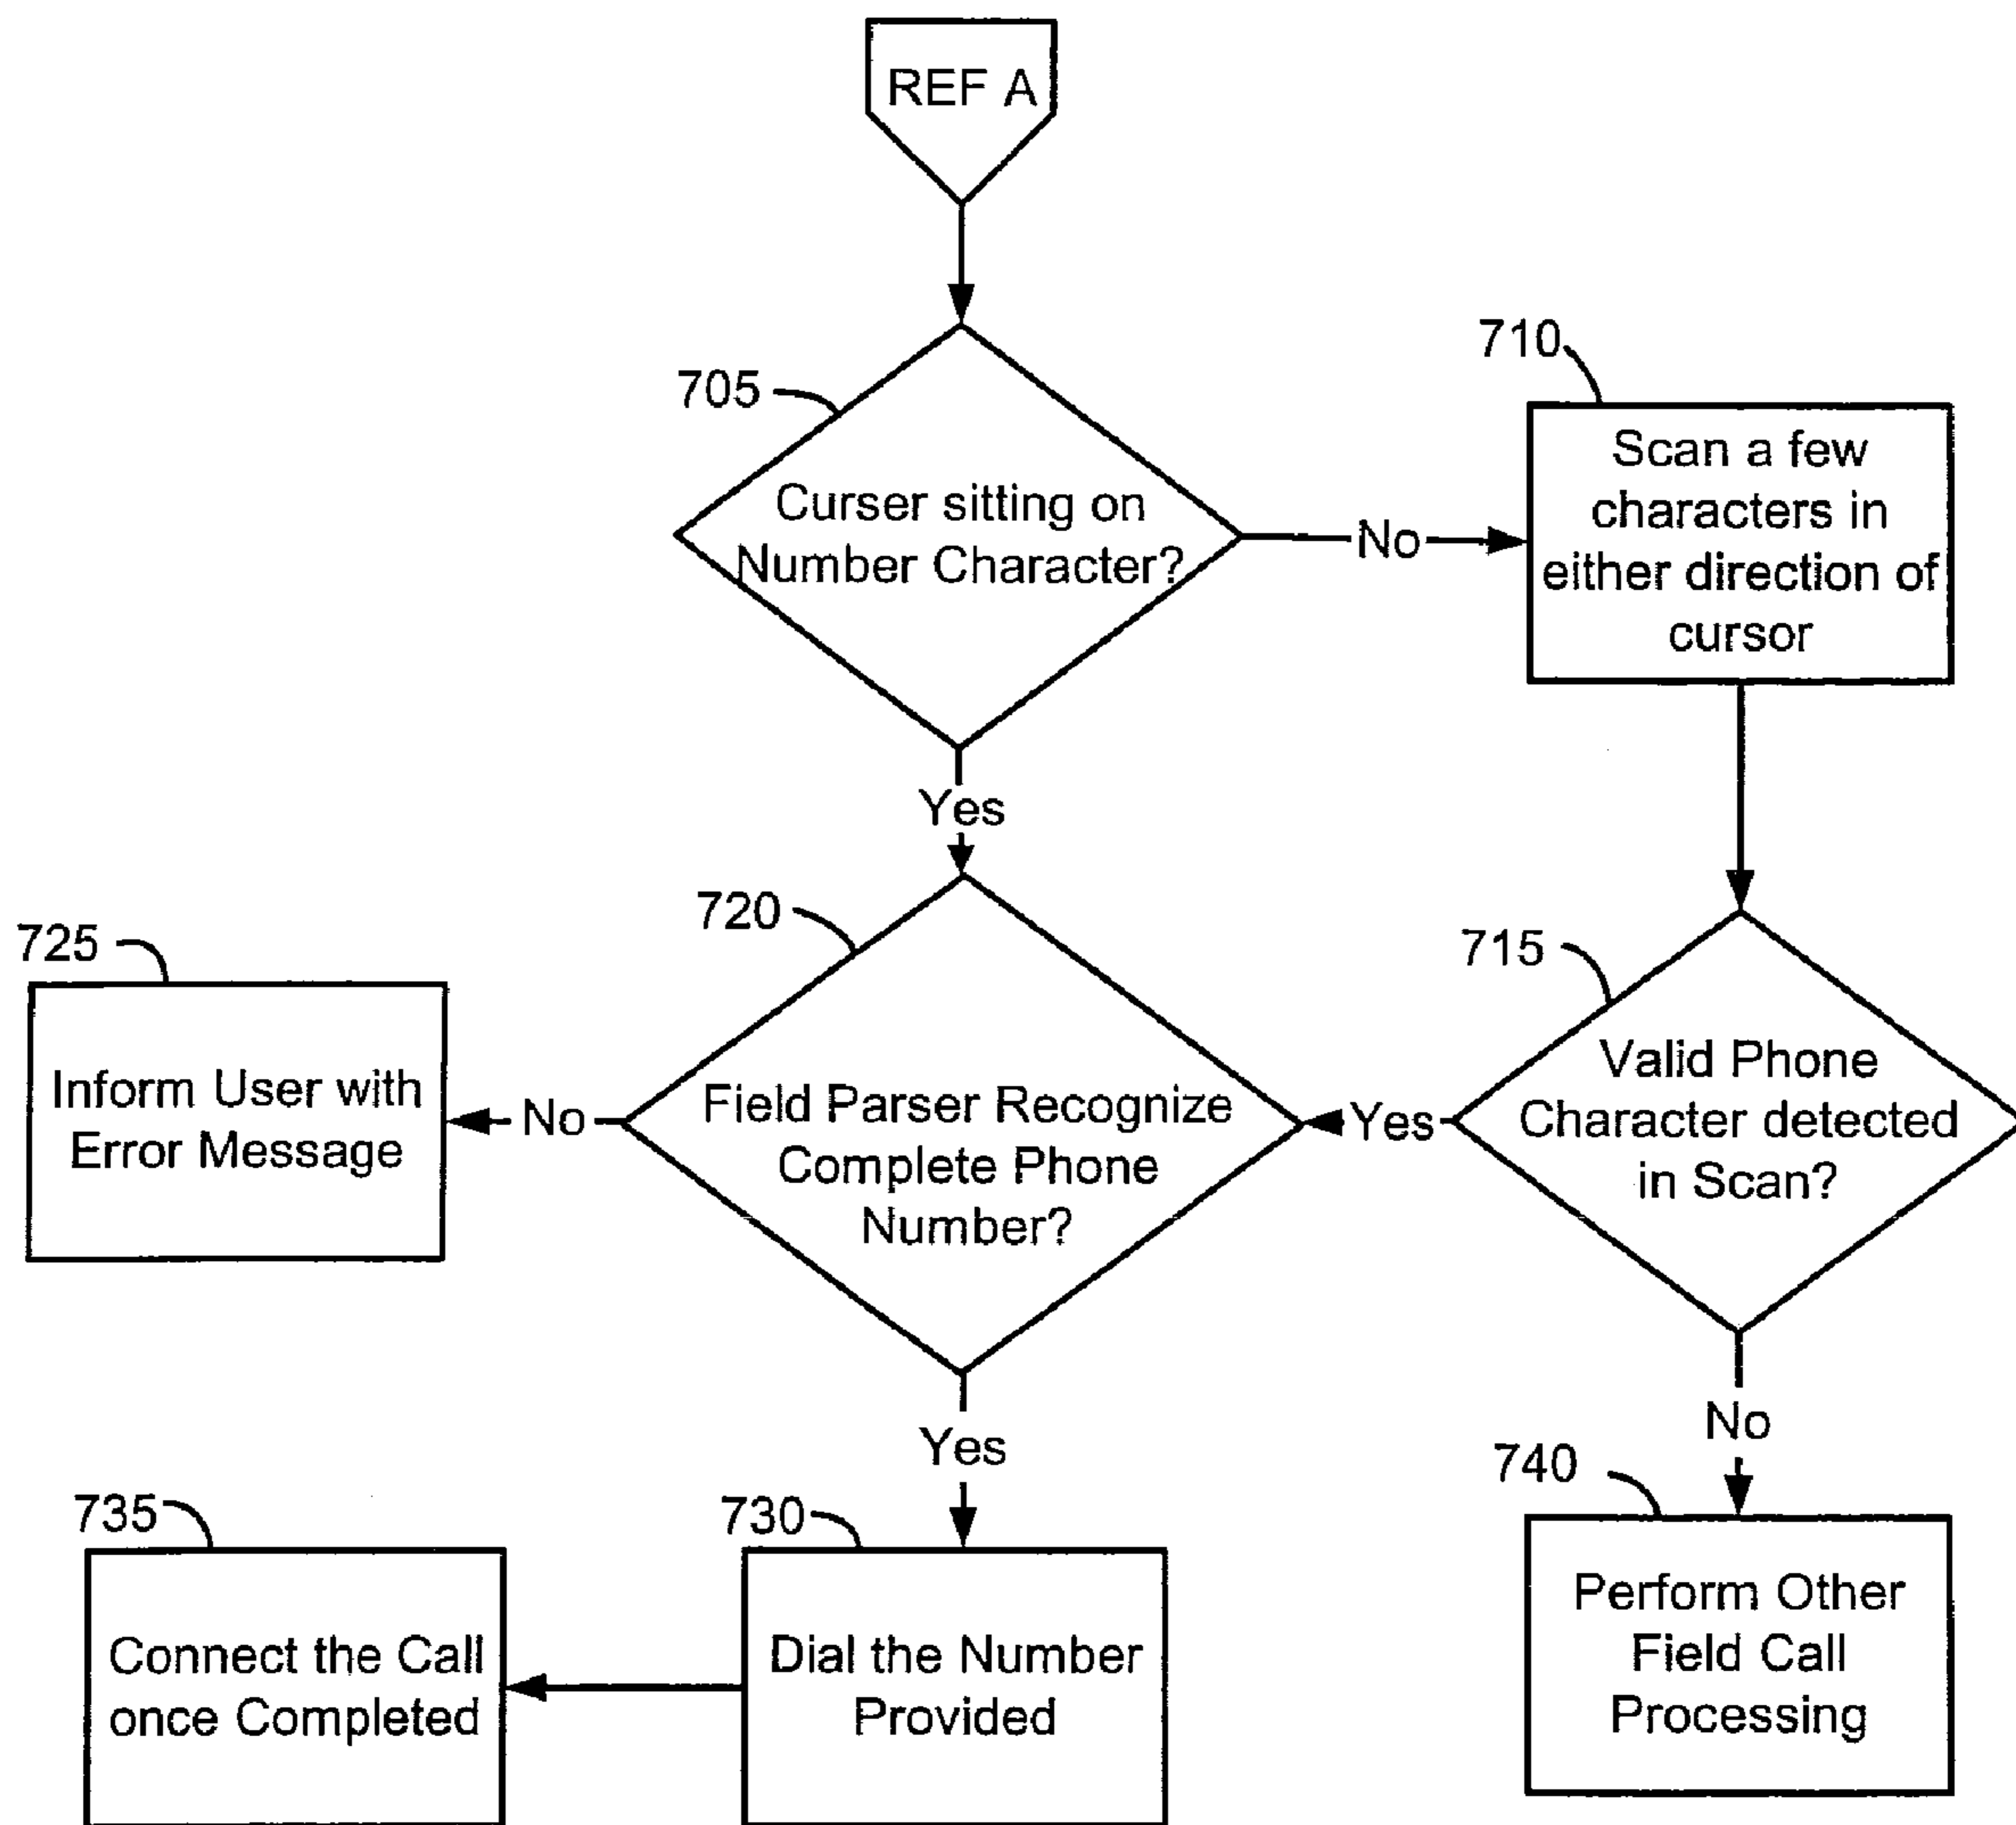 REF A
705
Curser sitting on
Number Character?
No
710
Scan a few
characters in
either direction of
cursor
Yes
720
Field Parser Recognize
Complete Phone
Number?
No
725
Inform User with
Error Message
Yes
715
Valid Phone
Character detected
in Scan?
Yes
730
Dial the Number
Provided
735
Connect the Call
once Completed
No
740
Perform Other
Field Call
Processing